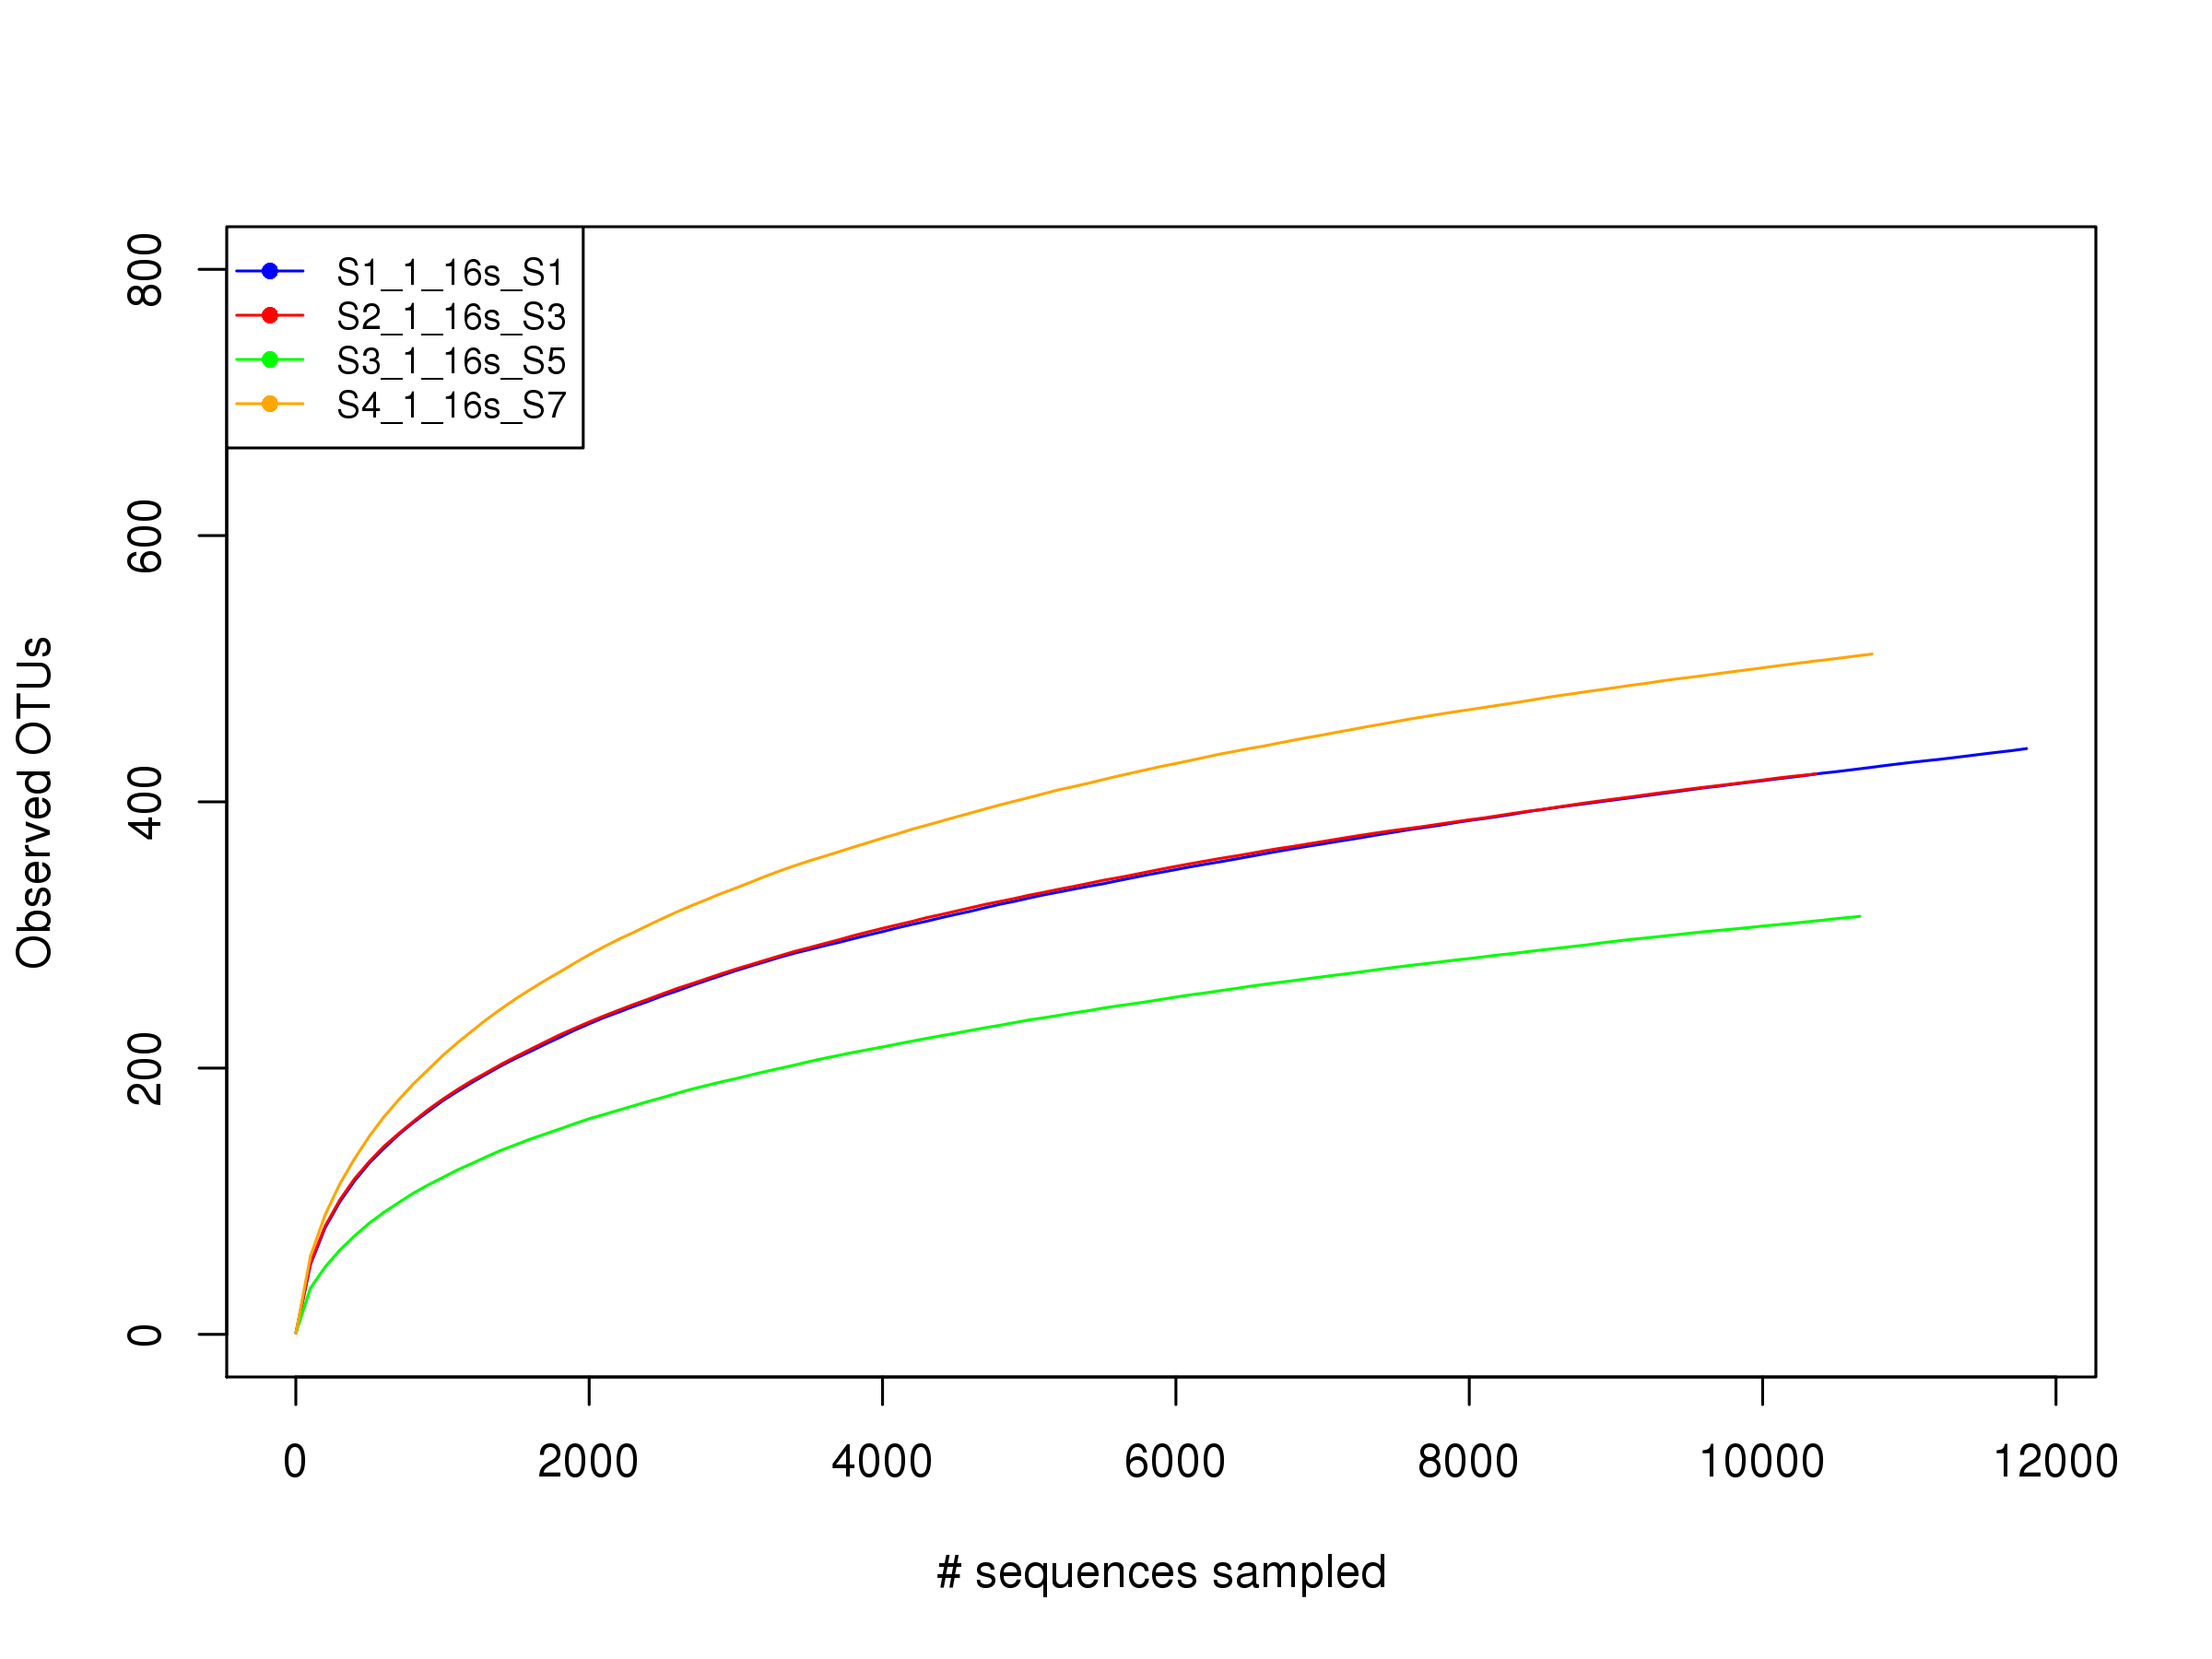 S1_1_16s_S1
S2_1_16s_S3
S3_1_16s_S5
S4_1_16s_S7
800
600
400
200
0
Observed OTUs
0 2000 4000 6000 8000 10000 12000
# sequences sampled